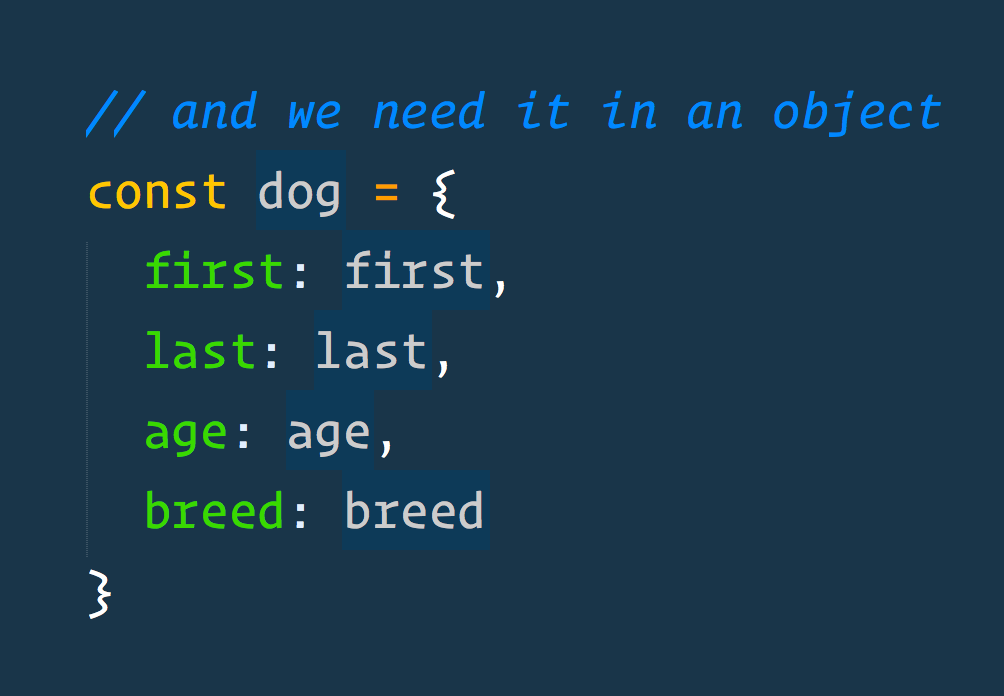 // and we need it in an object
const dog = {
  first: first,
  last: last,
  age: age,
  breed: breed
}